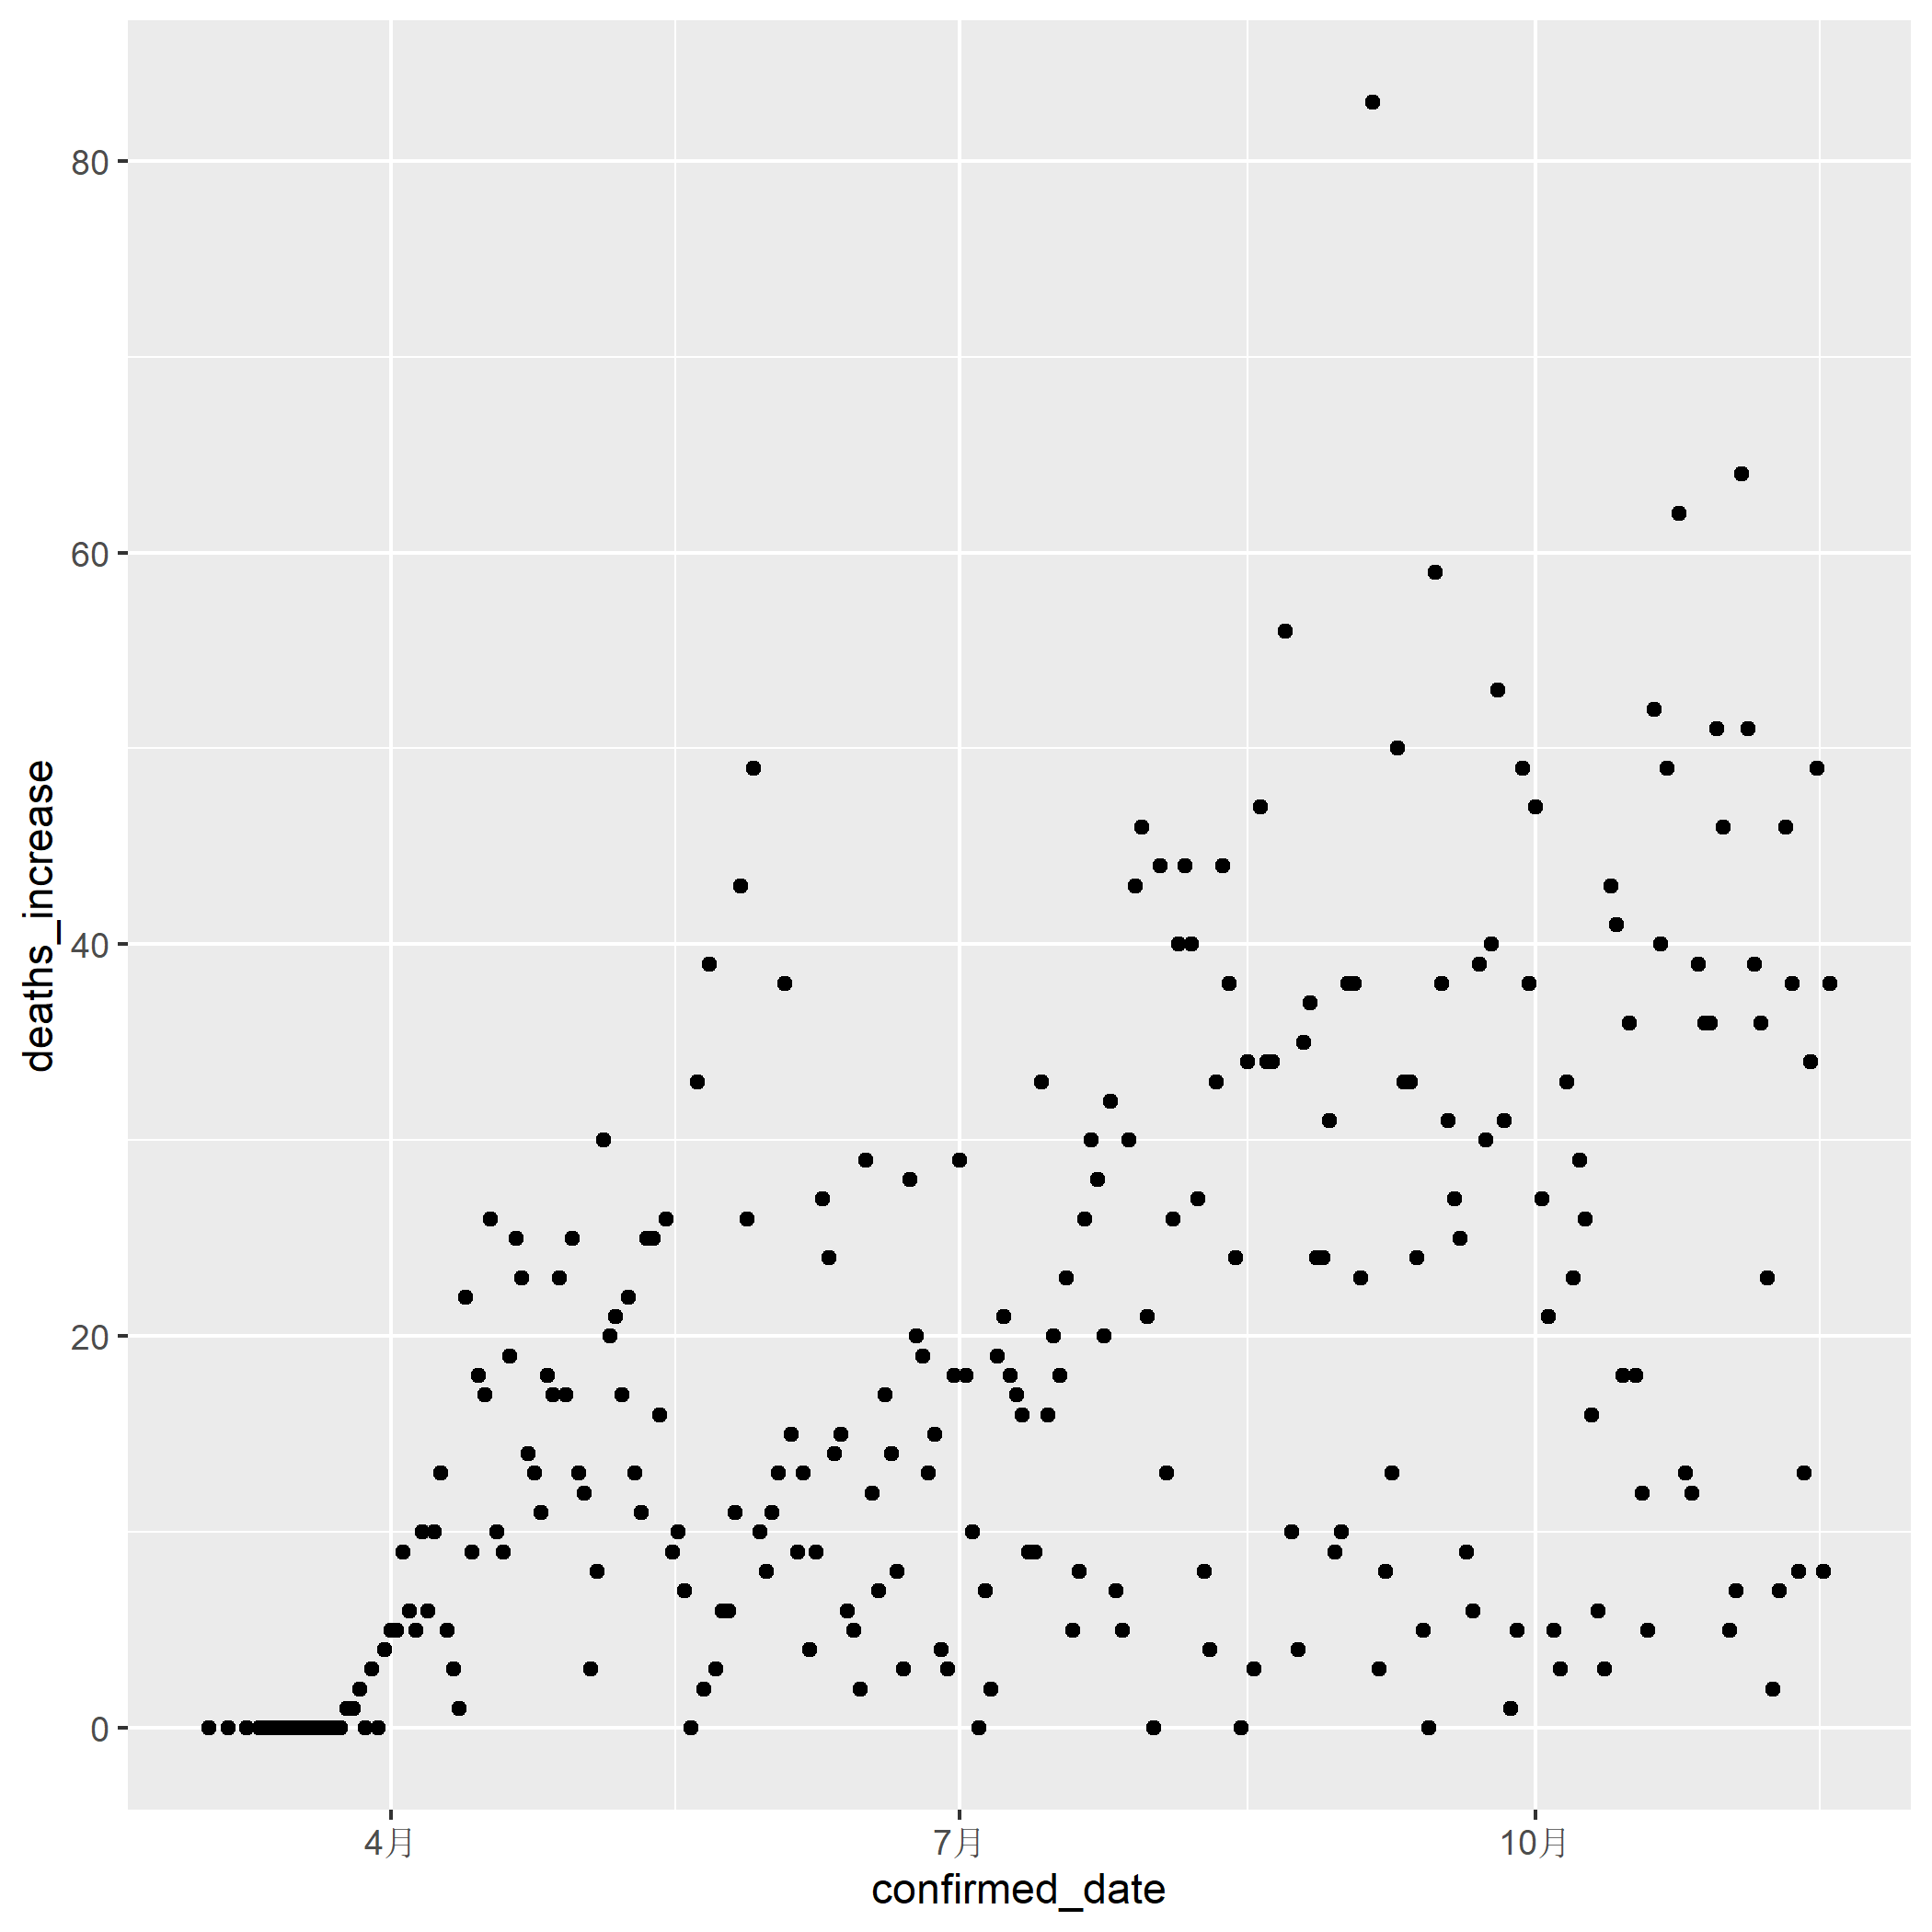 80
60
40
20
0
deaths_increase
4月
7月
10月
confirmed_date